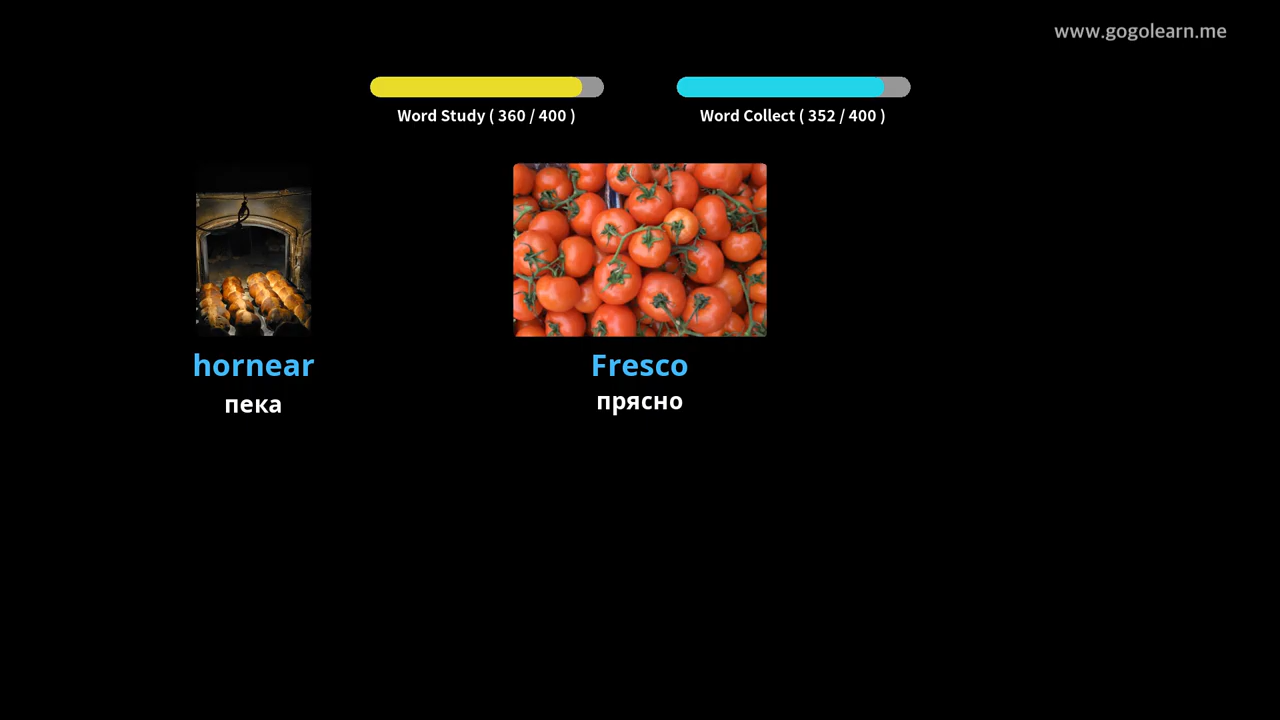 www.gogolearn.me
Word Study ( 360 / 400 )
Word Collect ( 352 / 400 )
hornear
пека
Fresco
прясно